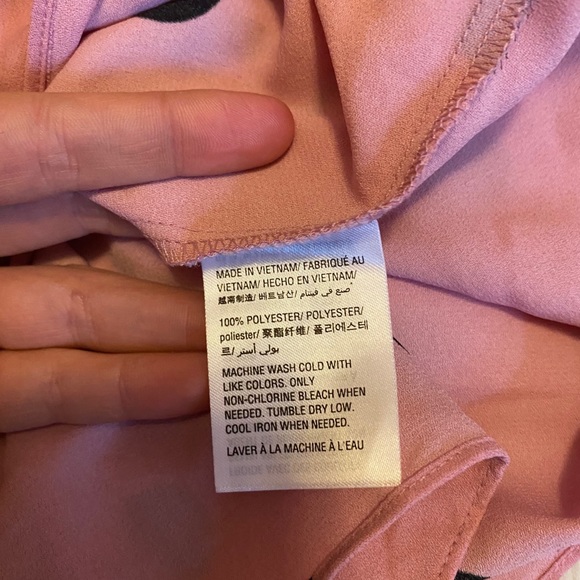 MADE IN VIETNAM/ FABRIQUÉ AU
VIETNAM/ HECHO EN VIETNAM/
越南制造/ 베트남산/ صنع في فيتنام
100% POLYESTER/ POLYESTER/
poliester/ 聚酯纤维/ 폴리에스테
르/ بولي أستر
MACHINE WASH COLD WITH
LIKE COLORS. ONLY
NON-CHLORINE BLEACH WHEN
NEEDED. TUMBLE DRY LOW.
COOL IRON WHEN NEEDED.
LAVER À LA MACHINE À L'EAU